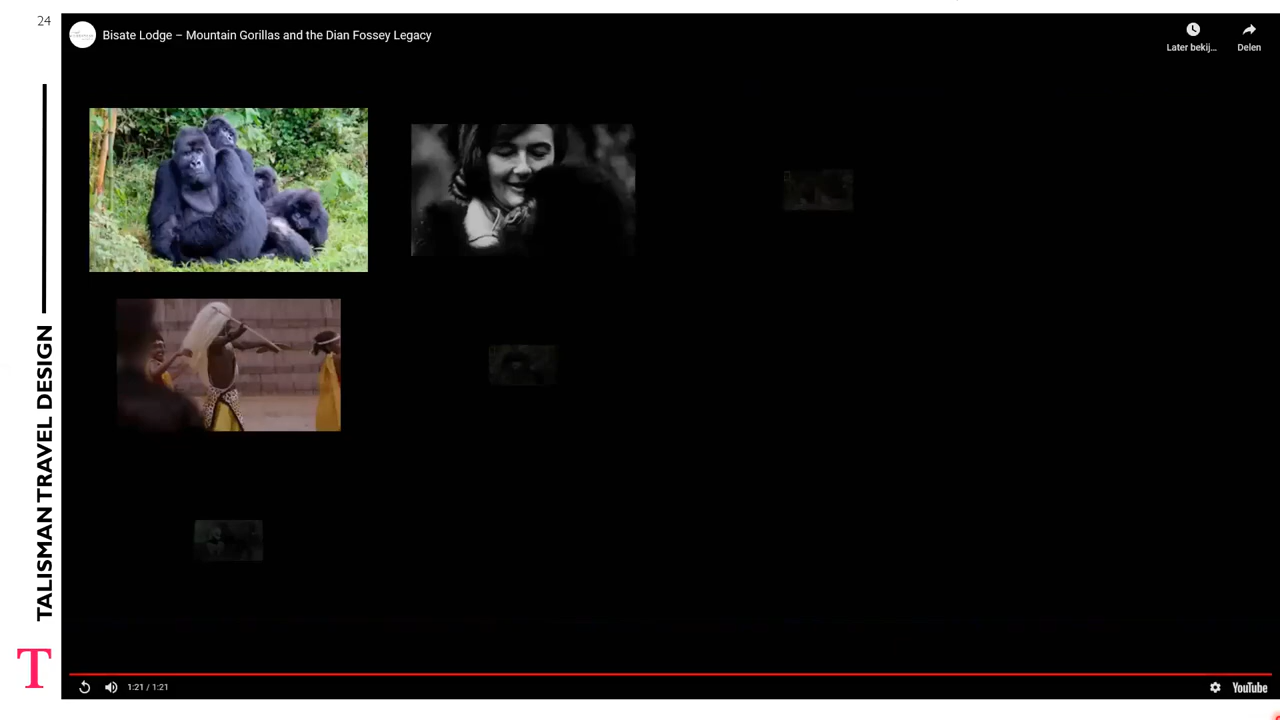 24
Bisate Lodge – Mountain Gorillas and the Dian Fossey Legacy
Later bekij...
Delen
TALISMAN TRAVEL DESIGN
T
1:21 / 1:21
YouTube